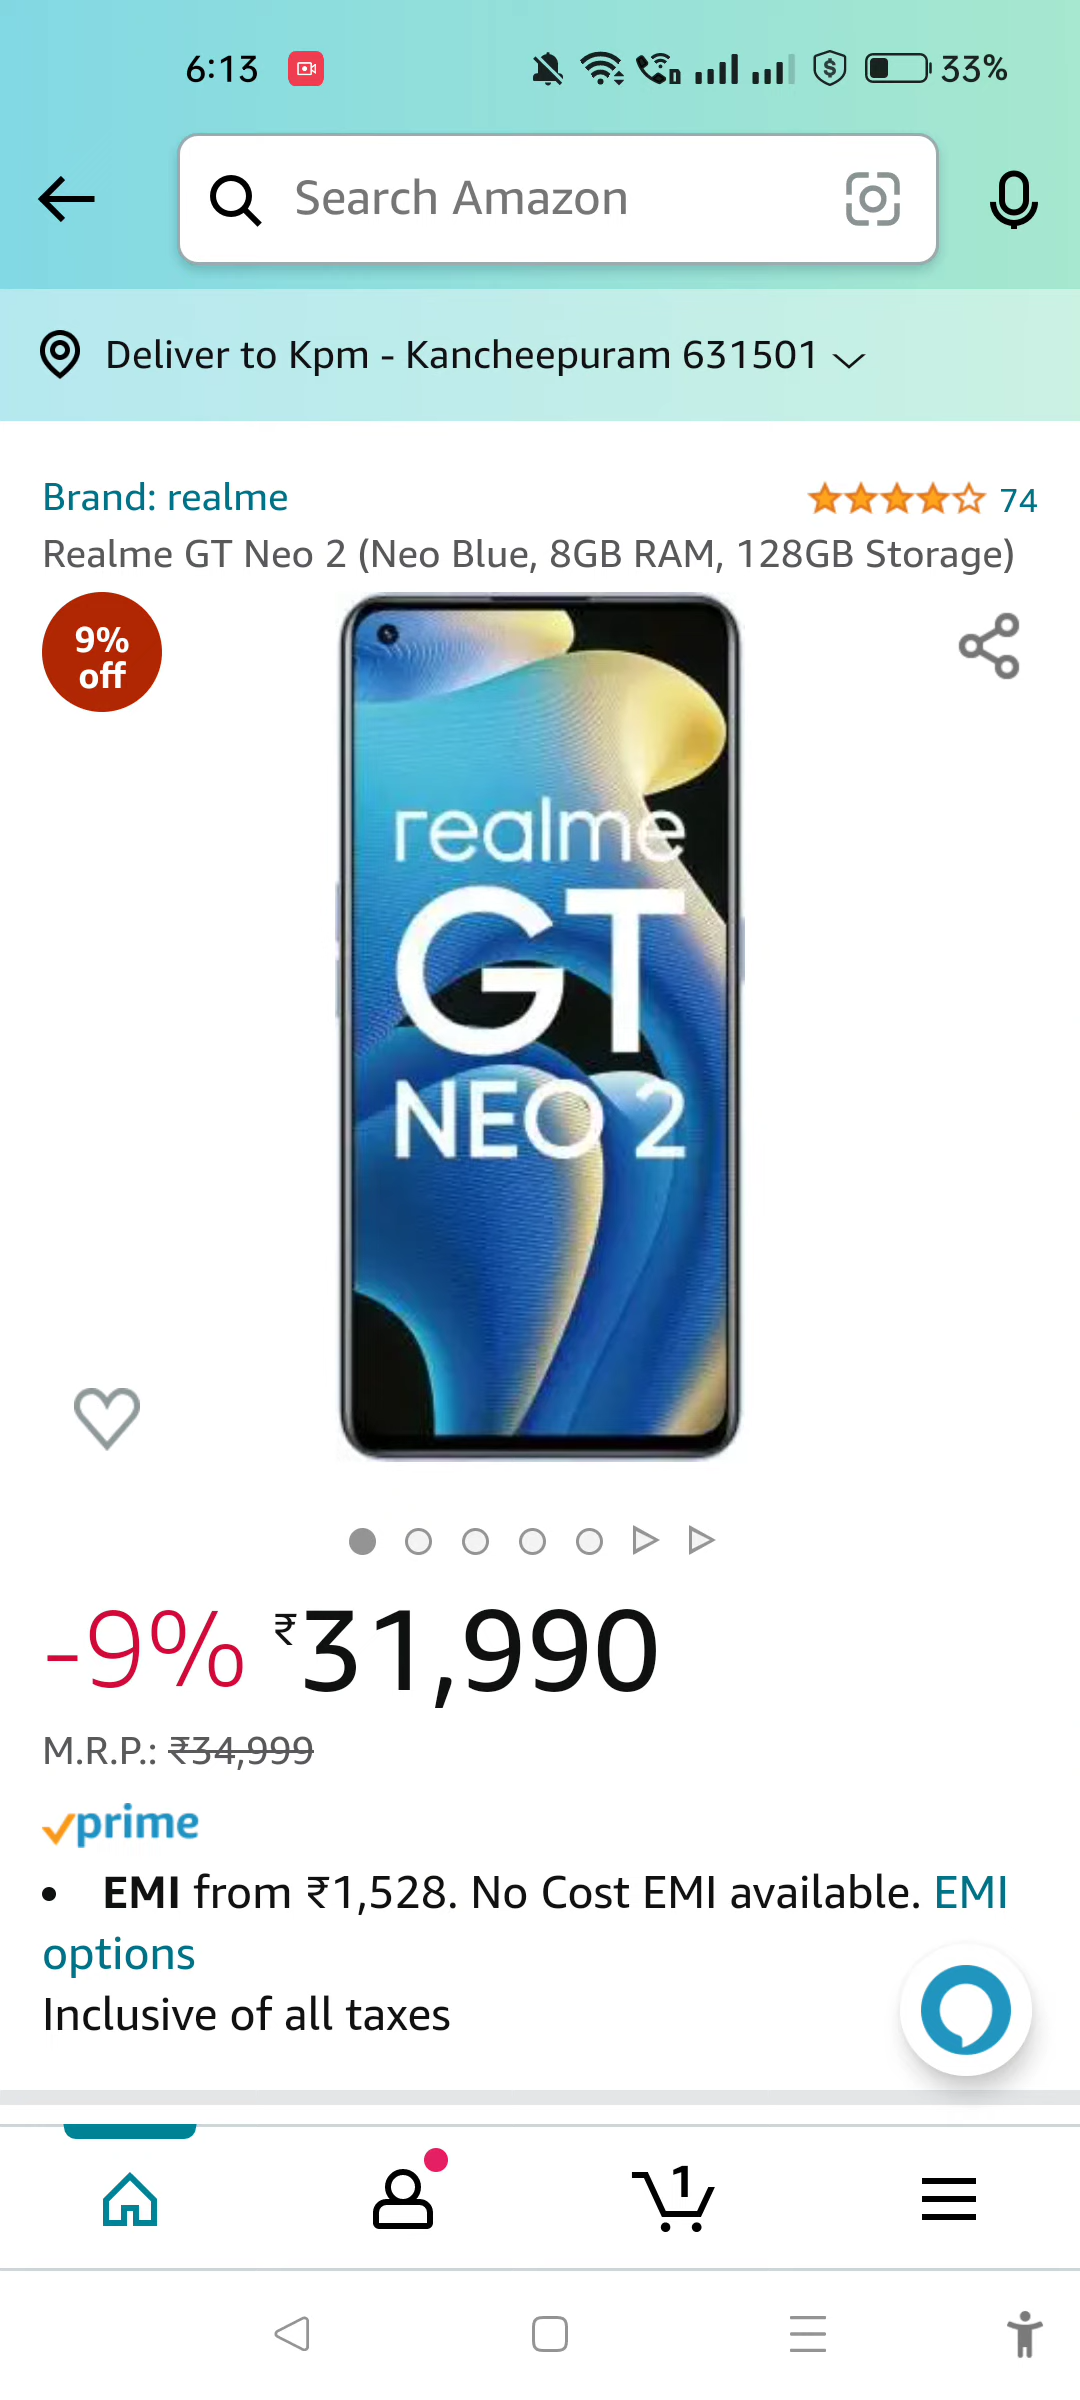 6:13
33%
Search Amazon
Deliver to Kpm - Kancheepuram 631501
Brand: realme
74
Realme GT Neo 2 (Neo Blue, 8GB RAM, 128GB Storage)
9%
off
realme
GT
NEO 2
-9% ₹31,990
M.R.P.: ₹34,999
prime
• EMI from ₹1,528. No Cost EMI available. EMI
options
Inclusive of all taxes
1